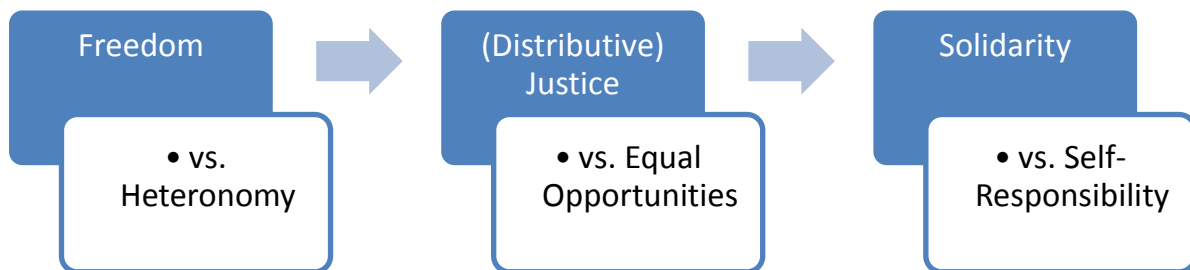 Freedom
• vs.
Heteronomy
(Distributive)
Justice
• vs. Equal
Opportunities
Solidarity
• vs. Self-
Responsibility